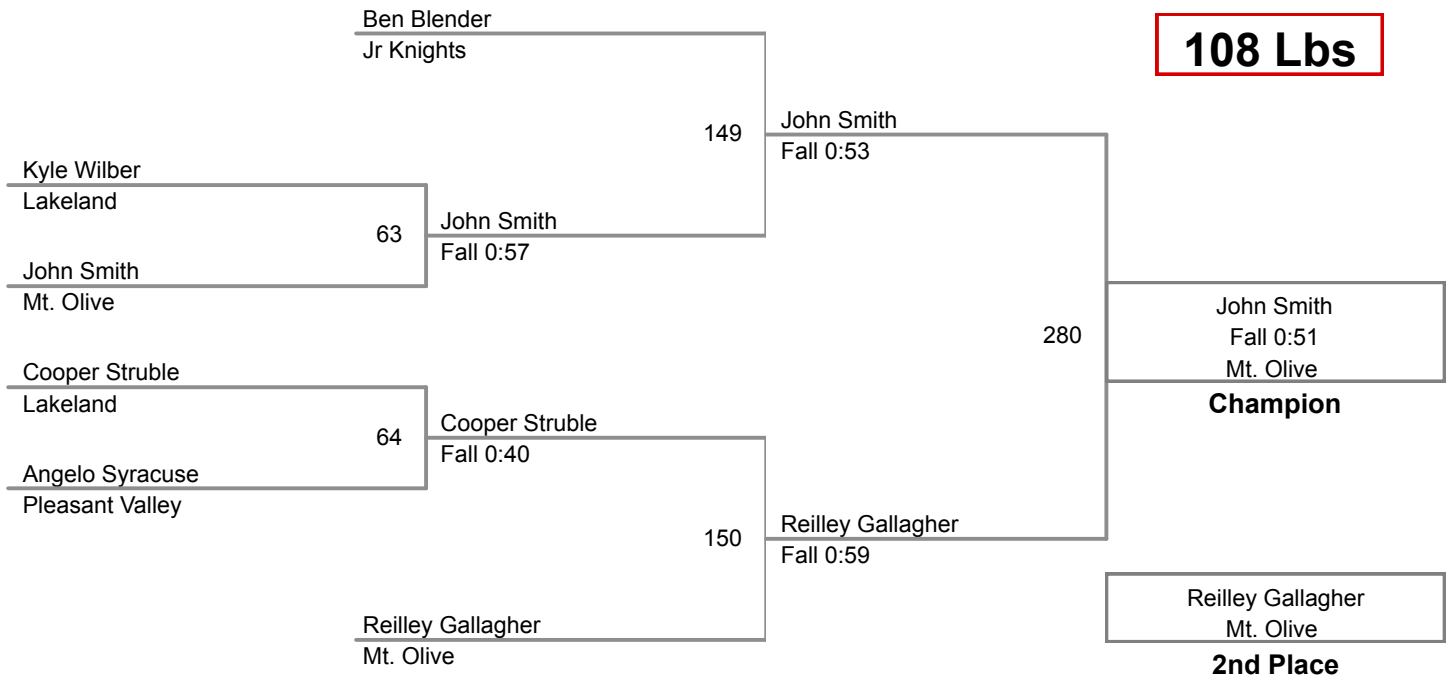 Ben Blender
Jr Knights
108 Lbs
149
John Smith
Fall 0:53
Kyle Wilber
Lakeland
63
John Smith
Fall 0:57
John Smith
Mt. Olive
280
John Smith
Fall 0:51
Mt. Olive
Champion
Cooper Struble
Lakeland
64
Cooper Struble
Fall 0:40
Angelo Syracuse
Pleasant Valley
150
Reilley Gallagher
Fall 0:59
Reilley Gallagher
Mt. Olive
Reilley Gallagher
Mt. Olive
2nd Place